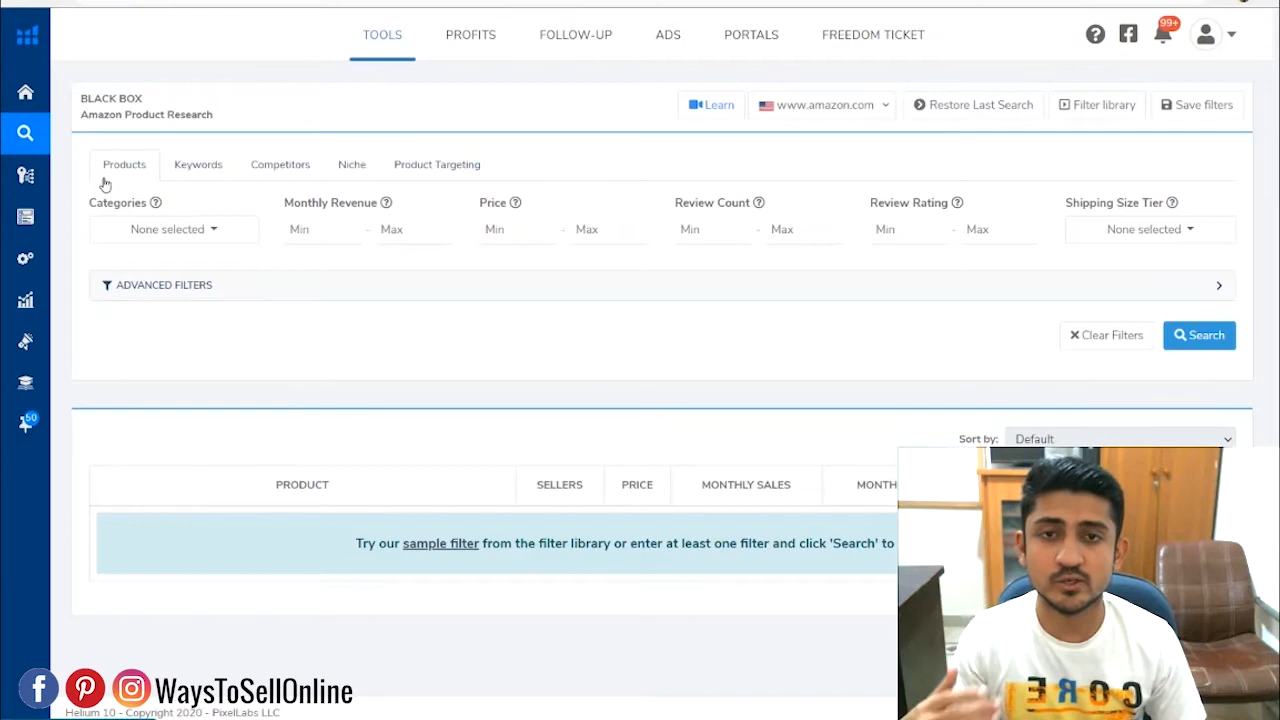 TOOLS PROFITS FOLLOW-UP ADS PORTALS FREEDOM TICKET
99+
BLACK BOX
Amazon Product Research
Learn www.amazon.com Restore Last Search Filter library Save filters
Products Keywords Competitors Niche Product Targeting
Categories Monthly Revenue Price Review Count Review Rating Shipping Size Tier
None selected Min - Max Min - Max Min - Max Min - Max None selected
ADVANCED FILTERS
Clear Filters Search
50
Sort by: Default
PRODUCT SELLERS PRICE MONTHLY SALES MONTH
Try our sample filter from the filter library or enter at least one filter and click 'Search' to
CORE
WaysToSellOnline
Helium 10 - Copyright 2020 - PixelLabs LLC